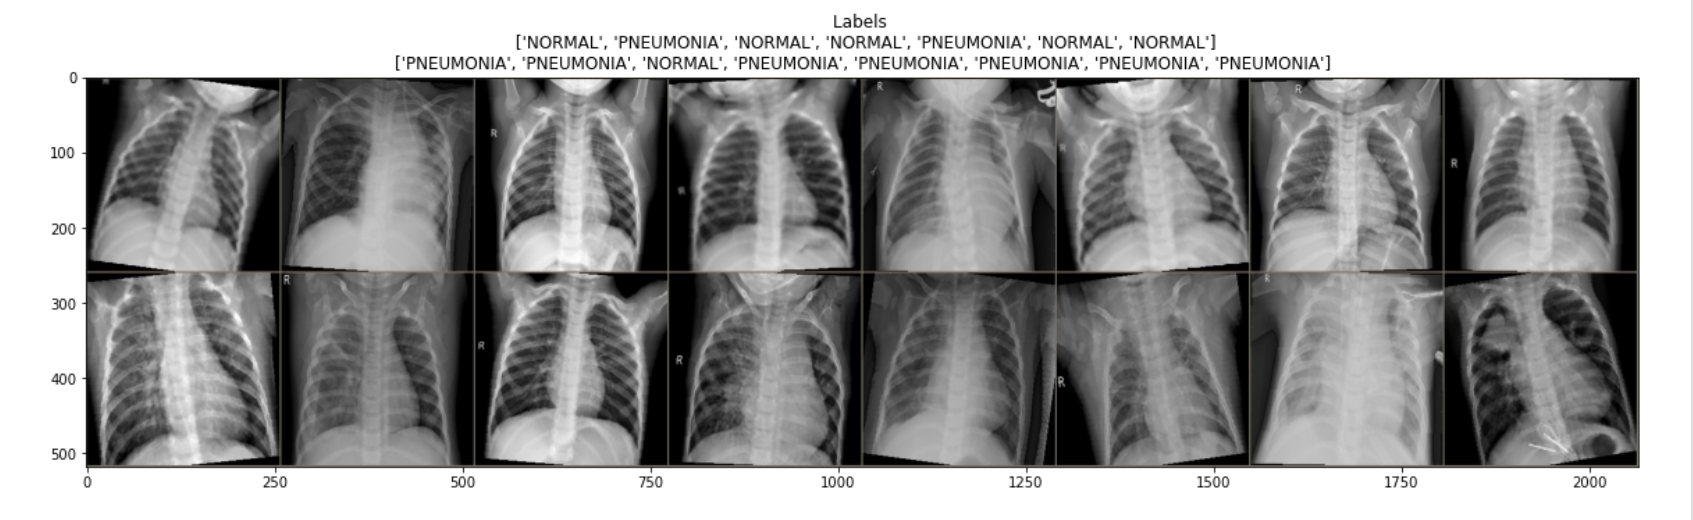 Labels
['NORMAL', 'PNEUMONIA', 'NORMAL', 'NORMAL', 'PNEUMONIA', 'NORMAL', 'NORMAL']
['PNEUMONIA', 'PNEUMONIA', 'NORMAL', 'PNEUMONIA', 'PNEUMONIA', 'PNEUMONIA', 'PNEUMONIA', 'PNEUMONIA']
0
R R
100
R
R
200
R
300
R
R
R
400
R
500
0 250 500 750 1000 1250 1500 1750 2000